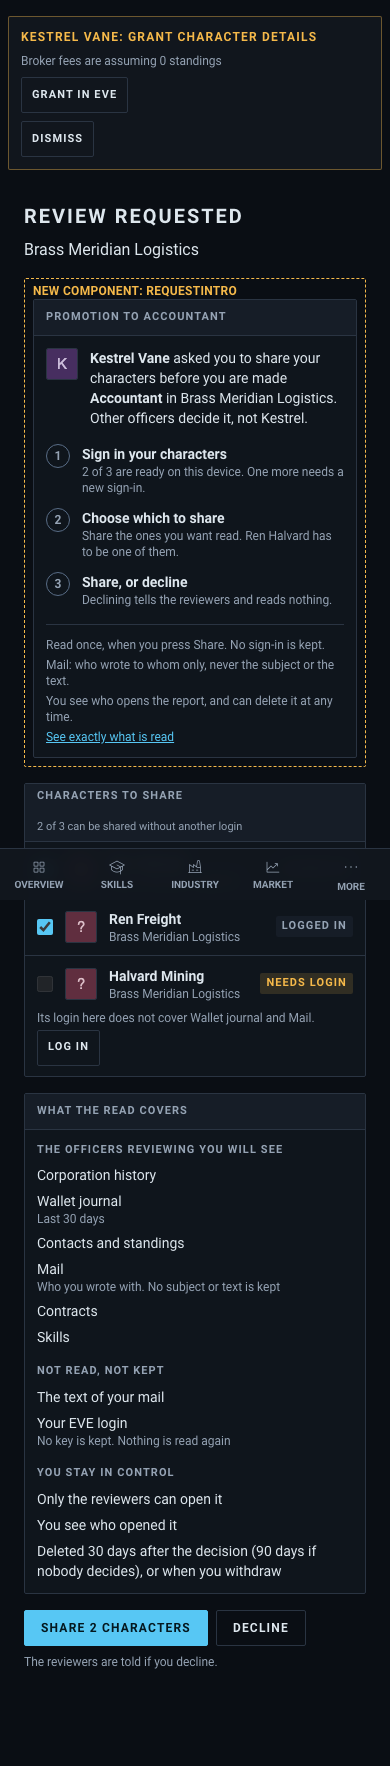 KESTREL VANE: GRANT CHARACTER DETAILS
Broker fees are assuming 0 standings
GRANT IN EVE
DISMISS
REVIEW REQUESTED
Brass Meridian Logistics
NEW COMPONENT: REQUESTINTRO
PROMOTION TO ACCOUNTANT
K
Kestrel Vane asked you to share your
characters before you are made
Accountant in Brass Meridian Logistics.
Other officers decide it, not Kestrel.
1
Sign in your characters
2 of 3 are ready on this device. One more needs a
new sign-in.
2
Choose which to share
Share the ones you want read. Ren Halvard has
to be one of them.
3
Share, or decline
Declining tells the reviewers and reads nothing.
Read once, when you press Share. No sign-in is kept.
Mail: who wrote to whom only, never the subject or the
text.
You see who opens the report, and can delete it at any
time.
See exactly what is read
CHARACTERS TO SHARE
2 of 3 can be shared without another login
OVERVIEW
SKILLS
INDUSTRY
MARKET
MORE
?
Ren Freight
Brass Meridian Logistics
LOGGED IN
?
Halvard Mining
Brass Meridian Logistics
NEEDS LOGIN
Its login here does not cover Wallet journal and Mail.
LOG IN
WHAT THE READ COVERS
THE OFFICERS REVIEWING YOU WILL SEE
Corporation history
Wallet journal
Last 30 days
Contacts and standings
Mail
Who you wrote with. No subject or text is kept
Contracts
Skills
NOT READ, NOT KEPT
The text of your mail
Your EVE login
No key is kept. Nothing is read again
YOU STAY IN CONTROL
Only the reviewers can open it
You see who opened it
Deleted 30 days after the decision (90 days if
nobody decides), or when you withdraw
SHARE 2 CHARACTERS
DECLINE
The reviewers are told if you decline.